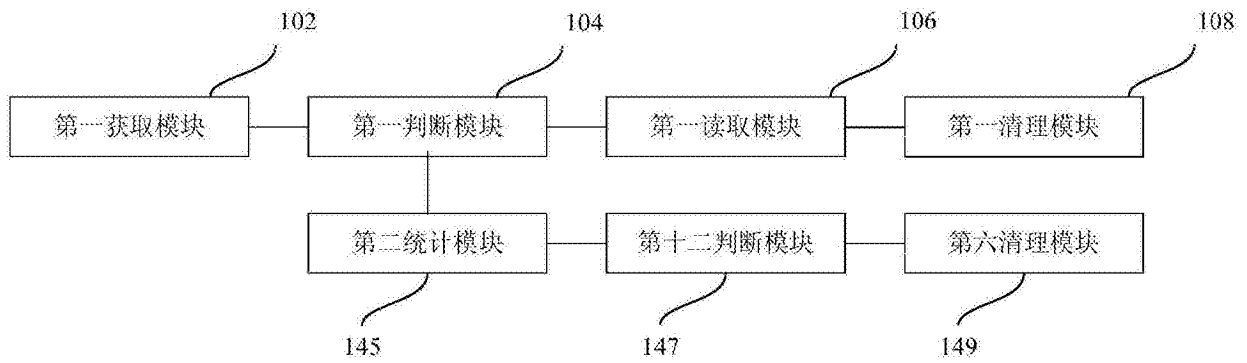 102
104
106
108
第一获取模块
第一判断模块
第一读取模块
第一清理模块
第二统计模块
第十二判断模块
第六清理模块
145
147
149